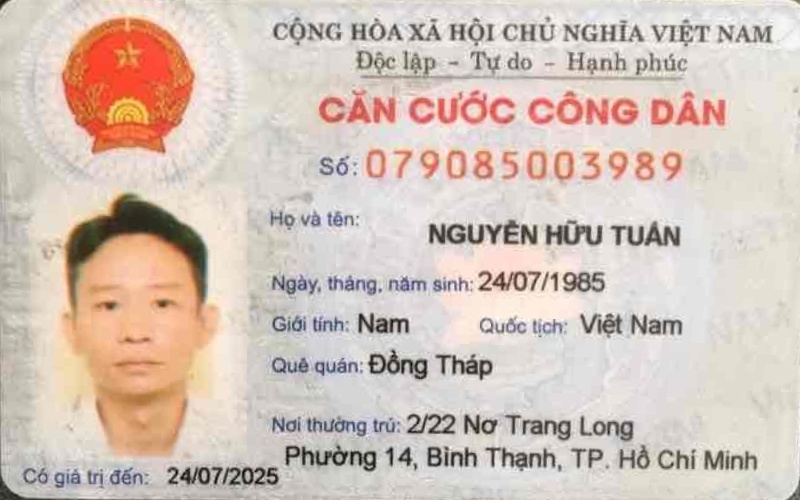 CỘNG HÒA XÃ HỘI CHỦ NGHĨA VIỆT NAM
Độc lập - Tự do - Hạnh phúc
CĂN CƯỚC CÔNG DÂN
Số: 079085003989
Họ và tên: NGUYỄN HỮU TUẤN
Ngày, tháng, năm sinh: 24/07/1985
Giới tính: Nam Quốc tịch: Việt Nam
Quê quán: Đồng Tháp
Nơi thường trú: 2/22 Nơ Trang Long
Phường 14, Bình Thạnh, TP. Hồ Chí Minh
Có giá trị đến: 24/07/2025